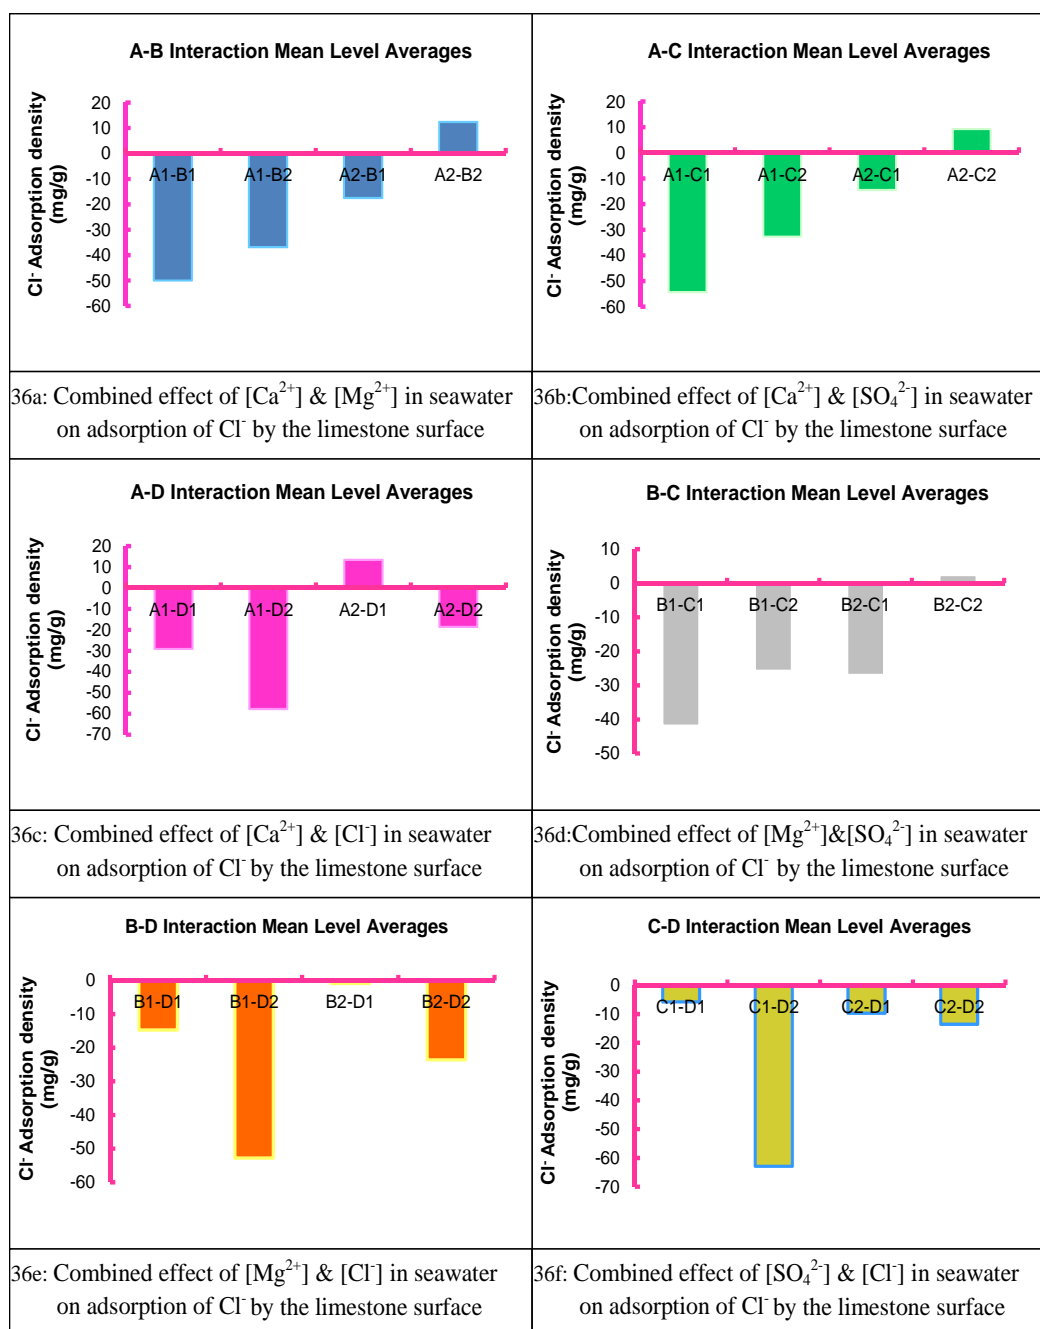 A-B Interaction Mean Level Averages
Cl- Adsorption density
(mg/g)
20
10
0
-10
-20
-30
-40
-50
-60
A1-B1
A1-B2
A2-B1
A2-B2
36a: Combined effect of [Ca²⁺] & [Mg²⁺] in seawater
on adsorption of Cl⁻ by the limestone surface
A-C Interaction Mean Level Averages
Cl- Adsorption density
(mg/g)
20
10
0
-10
-20
-30
-40
-50
-60
A1-C1
A1-C2
A2-C1
A2-C2
36b:Combined effect of [Ca²⁺] & [SO₄²⁻] in seawater
on adsorption of Cl⁻ by the limestone surface
A-D Interaction Mean Level Averages
Cl- Adsorption density
(mg/g)
20
10
0
-10
-20
-30
-40
-50
-60
-70
A1-D1
A1-D2
A2-D1
A2-D2
36c: Combined effect of [Ca²⁺] & [Cl⁻] in seawater
on adsorption of Cl⁻ by the limestone surface
B-C Interaction Mean Level Averages
Cl- Adsorption density
(mg/g)
10
0
-10
-20
-30
-40
-50
B1-C1
B1-C2
B2-C1
B2-C2
36d:Combined effect of [Mg²⁺]&[SO₄²⁻] in seawater
on adsorption of Cl⁻ by the limestone surface
B-D Interaction Mean Level Averages
Cl- Adsorption density
(mg/g)
0
-10
-20
-30
-40
-50
-60
B1-D1
B1-D2
B2-D1
B2-D2
36e: Combined effect of [Mg²⁺] & [Cl⁻] in seawater
on adsorption of Cl⁻ by the limestone surface
C-D Interaction Mean Level Averages
Cl- Adsorption density
(mg/g)
0
-10
-20
-30
-40
-50
-60
-70
C1-D1
C1-D2
C2-D1
C2-D2
36f: Combined effect of [SO₄²⁻] & [Cl⁻] in seawater
on adsorption of Cl⁻ by the limestone surface